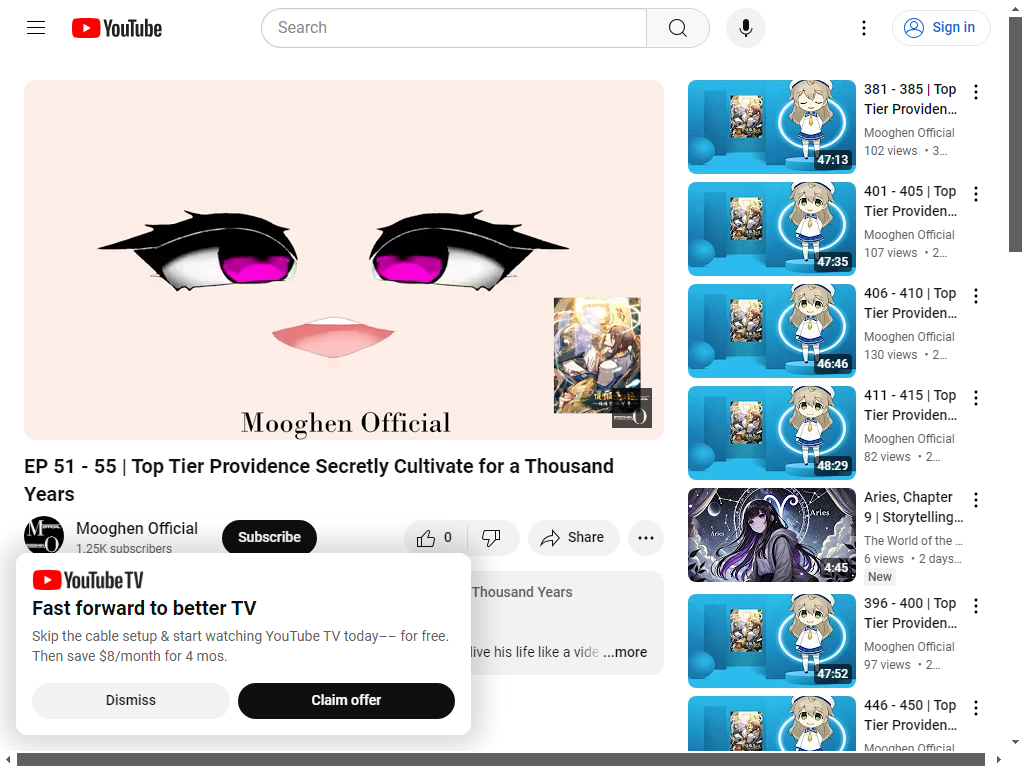 YouTube
Search
Sign in
Mooghen Official
EP 51 - 55 | Top Tier Providence Secretly Cultivate for a Thousand
Years
Mooghen Official
1.25K subscribers
Subscribe
0
Share
Thousand Years
live his life like a vide ...more
YouTube TV
Fast forward to better TV
Skip the cable setup & start watching YouTube TV today–– for free.
Then save $8/month for 4 mos.
Dismiss
Claim offer
47:13
381 - 385 | Top
Tier Providen…
Mooghen Official
102 views • 3…
47:35
401 - 405 | Top
Tier Providen…
Mooghen Official
107 views • 2…
46:46
406 - 410 | Top
Tier Providen…
Mooghen Official
130 views • 2…
48:29
411 - 415 | Top
Tier Providen…
Mooghen Official
82 views • 2…
Aries
Aries
4:45
Aries, Chapter
9 | Storytelling…
The World of the …
6 views • 2 days…
New
47:52
396 - 400 | Top
Tier Providen…
Mooghen Official
97 views • 2…
446 - 450 | Top
Tier Providen…
Mooghen Official